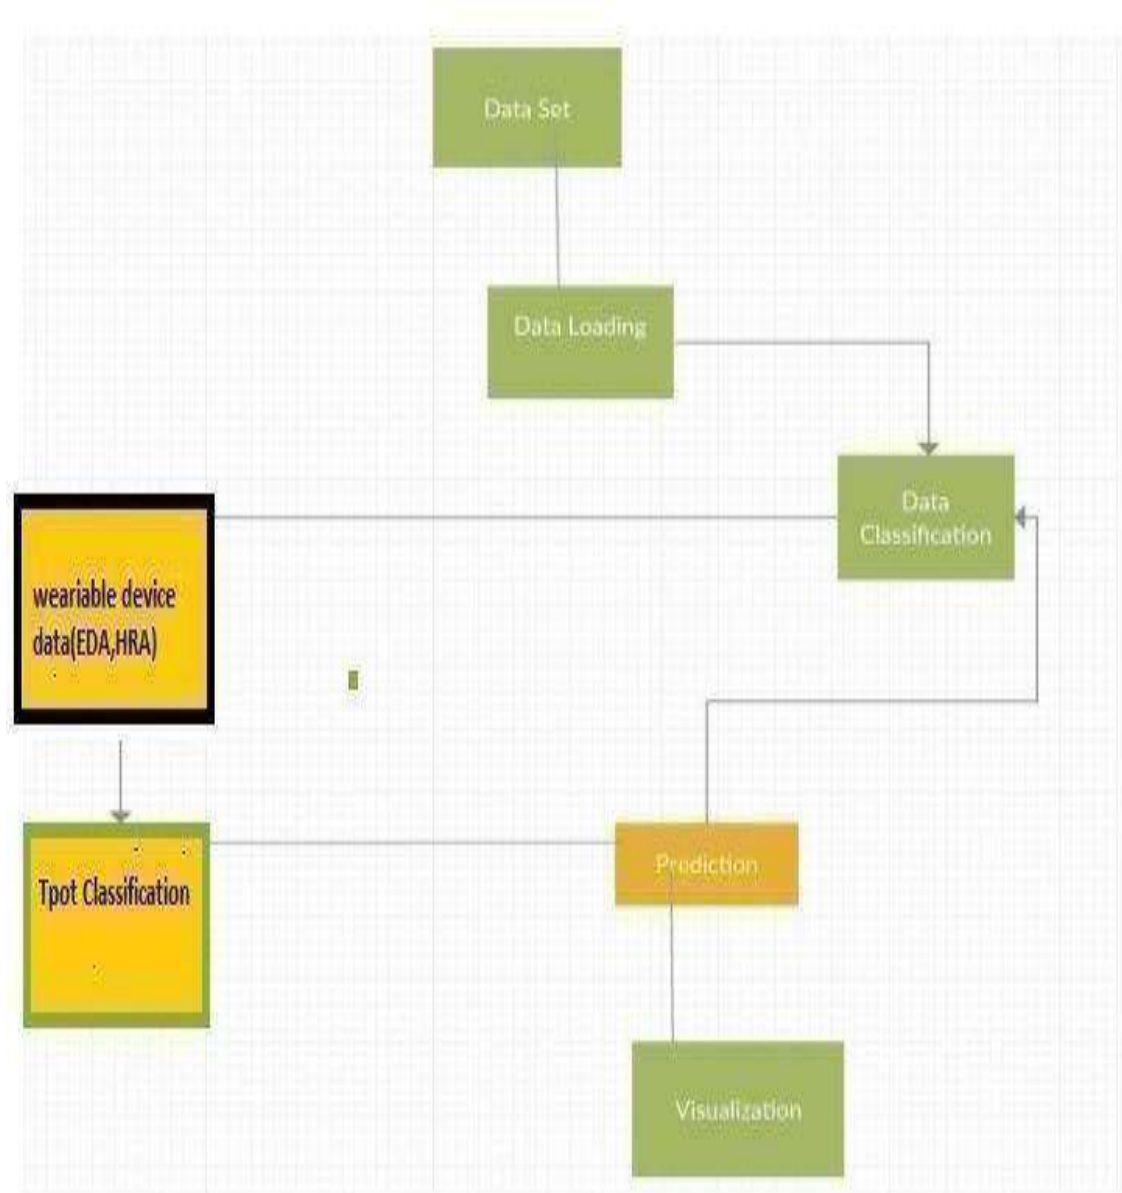 Data Set
Data Loading
Data
Classification
weariable device
data(EDA,HRA)
Tpot Classification
Prediction
Visualization